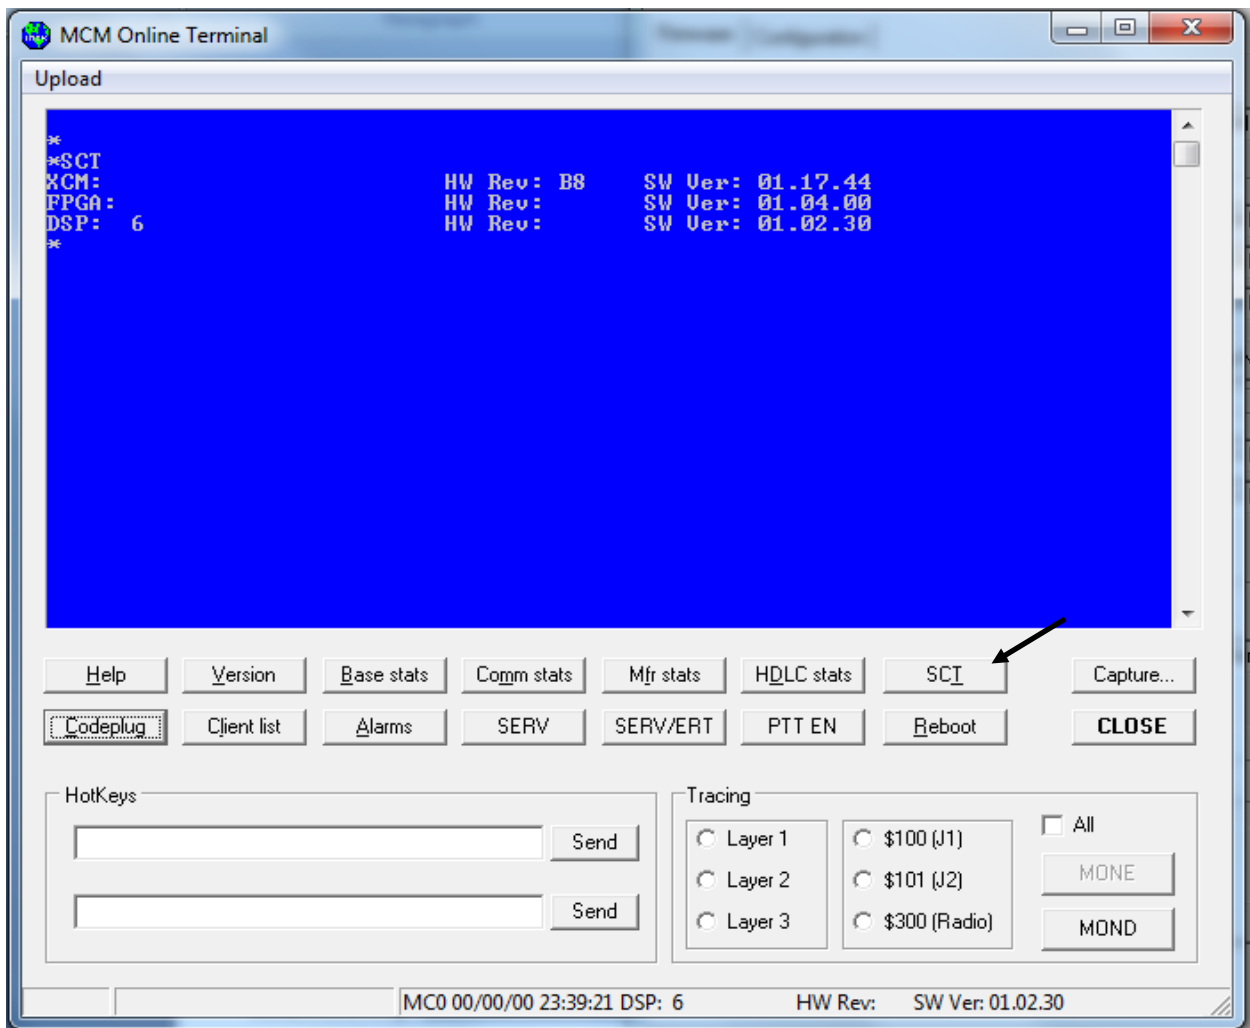 MCM Online Terminal
Upload
*
*SCT
XCM: HW Rev: B8 SW Ver: 01.17.44
FPGA: HW Rev: SW Ver: 01.04.00
DSP: 6 HW Rev: SW Ver: 01.02.30
*
Help Version Base stats Comm stats Mfr stats HDLC stats SCT Capture...
Codeplug Client list Alarms SERV SERV/ERT PTT EN Reboot CLOSE
HotKeys
Send
Send
Tracing
Layer 1 $100 (J1) All
Layer 2 $101 (J2) MONE
Layer 3 $300 (Radio) MOND
MC0 00/00/00 23:39:21 DSP: 6 HW Rev: SW Ver: 01.02.30